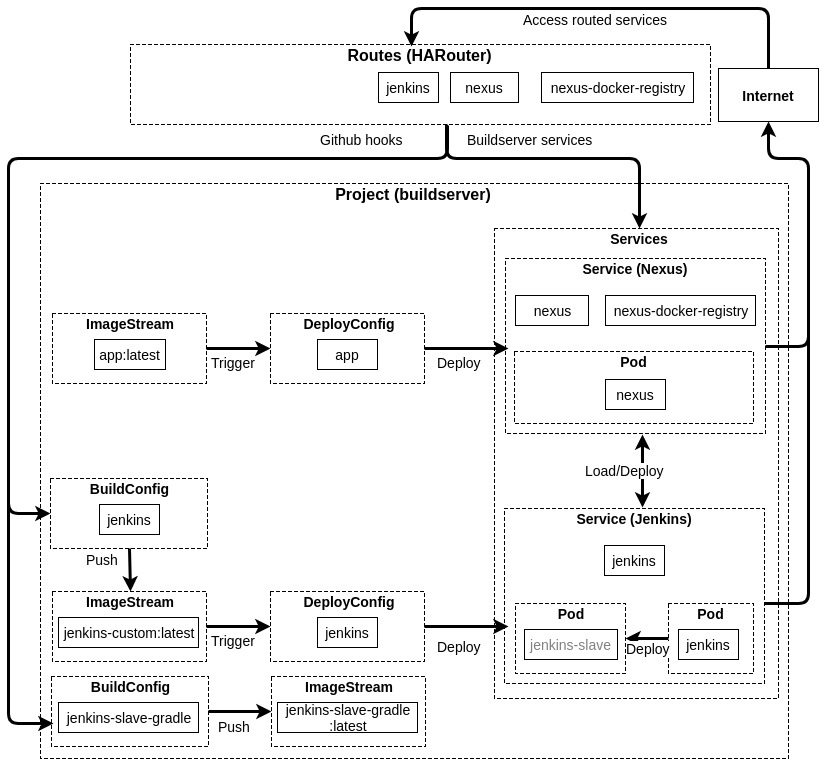 Access routed services
Routes (HARouter)
jenkins
nexus
nexus-docker-registry
Internet
Github hooks
Buildserver services
Project (buildserver)
Services
Service (Nexus)
nexus
nexus-docker-registry
ImageStream
app:latest
Trigger
DeployConfig
app
Deploy
Pod
nexus
Load/Deploy
BuildConfig
jenkins
Push
Service (Jenkins)
jenkins
ImageStream
jenkins-custom:latest
Trigger
DeployConfig
jenkins
Deploy
Pod
jenkins-slave
Deploy
Pod
jenkins
BuildConfig
jenkins-slave-gradle
Push
ImageStream
jenkins-slave-gradle
:latest